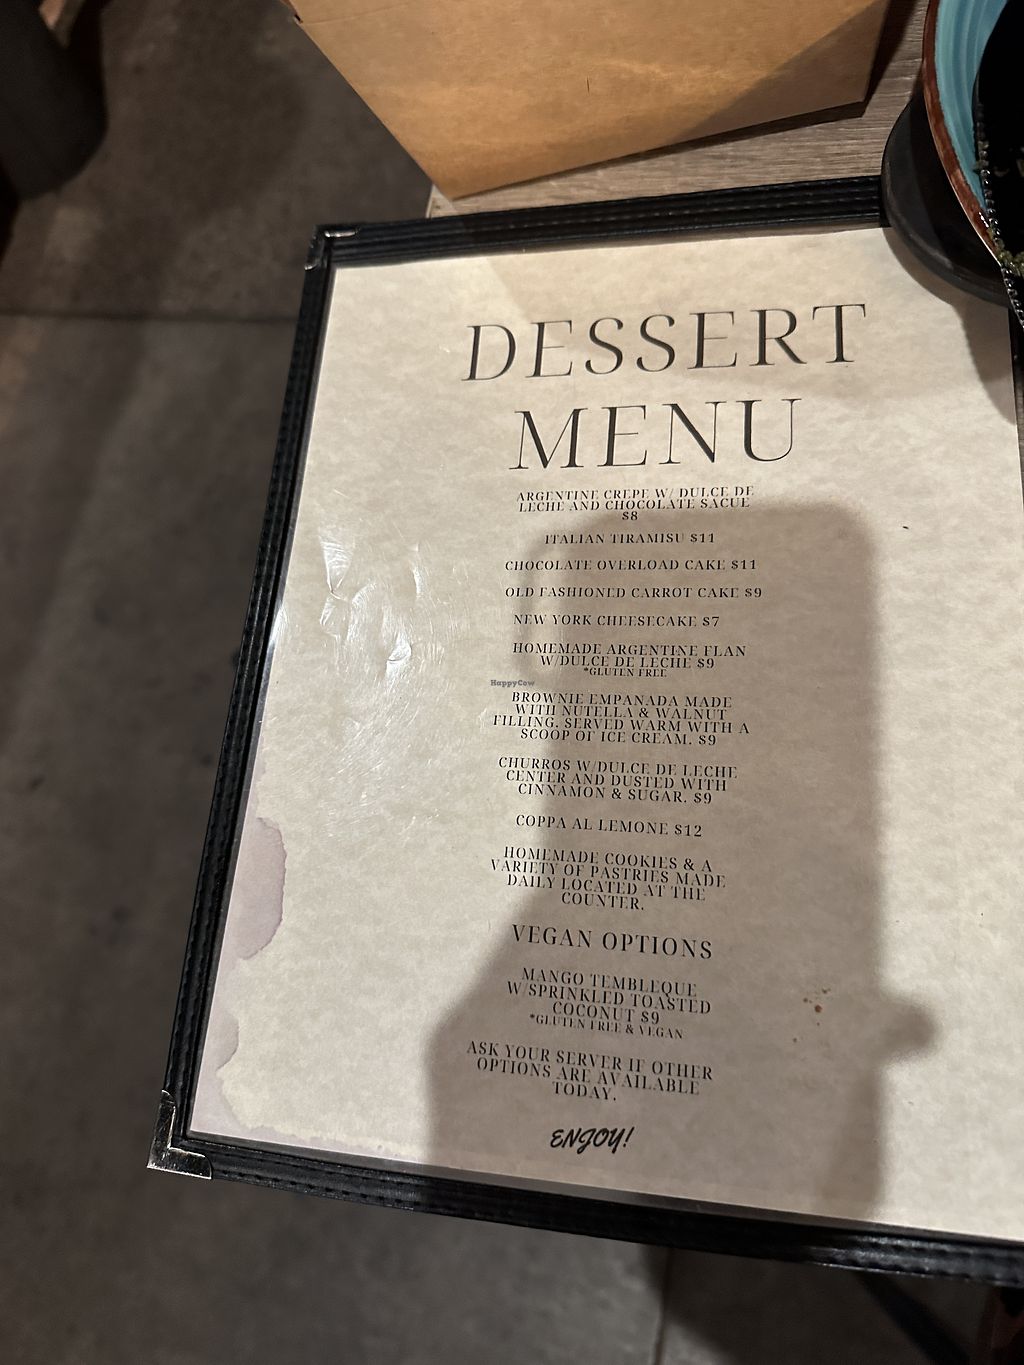 DESSERT
MENU
ARGENTINE CREPE W/ DULCE DE
LECHE AND CHOCOLATE SACUE
$8
ITALIAN TIRAMISU $11
CHOCOLATE OVERLOAD CAKE $11
OLD FASHIONED CARROT CAKE $9
NEW YORK CHEESECAKE $7
HOMEMADE ARGENTINE FLAN
W/DULCE DE LECHE $9
*GLUTEN FREE
HappyCow
BROWNIE EMPANADA MADE
WITH NUTELLA & WALNUT
FILLING, SERVED WARM WITH A
SCOOP OF ICE CREAM. $9
CHURROS W/DULCE DE LECHE
CENTER AND DUSTED WITH
CINNAMON & SUGAR. $9
COPPA AL LEMONE $12
HOMEMADE COOKIES & A
VARIETY OF PASTRIES MADE
DAILY LOCATED AT THE
COUNTER.
VEGAN OPTIONS
MANGO TEMBLEQUE
W/SPRINKLED TOASTED
COCONUT $9
*GLUTEN FREE & VEGAN
ASK YOUR SERVER IF OTHER
OPTIONS ARE AVAILABLE
TODAY.
ENJOY!